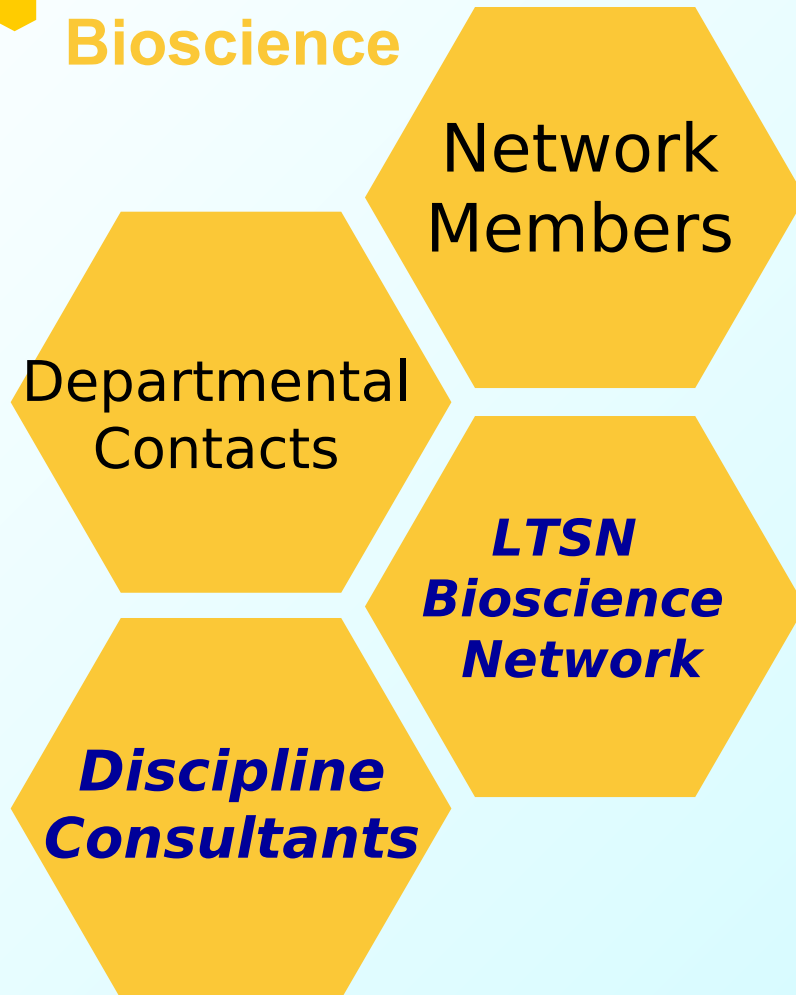 Bioscience
Network
Members
Departmental
Contacts
LTSN
Bioscience
Network
Discipline
Consultants